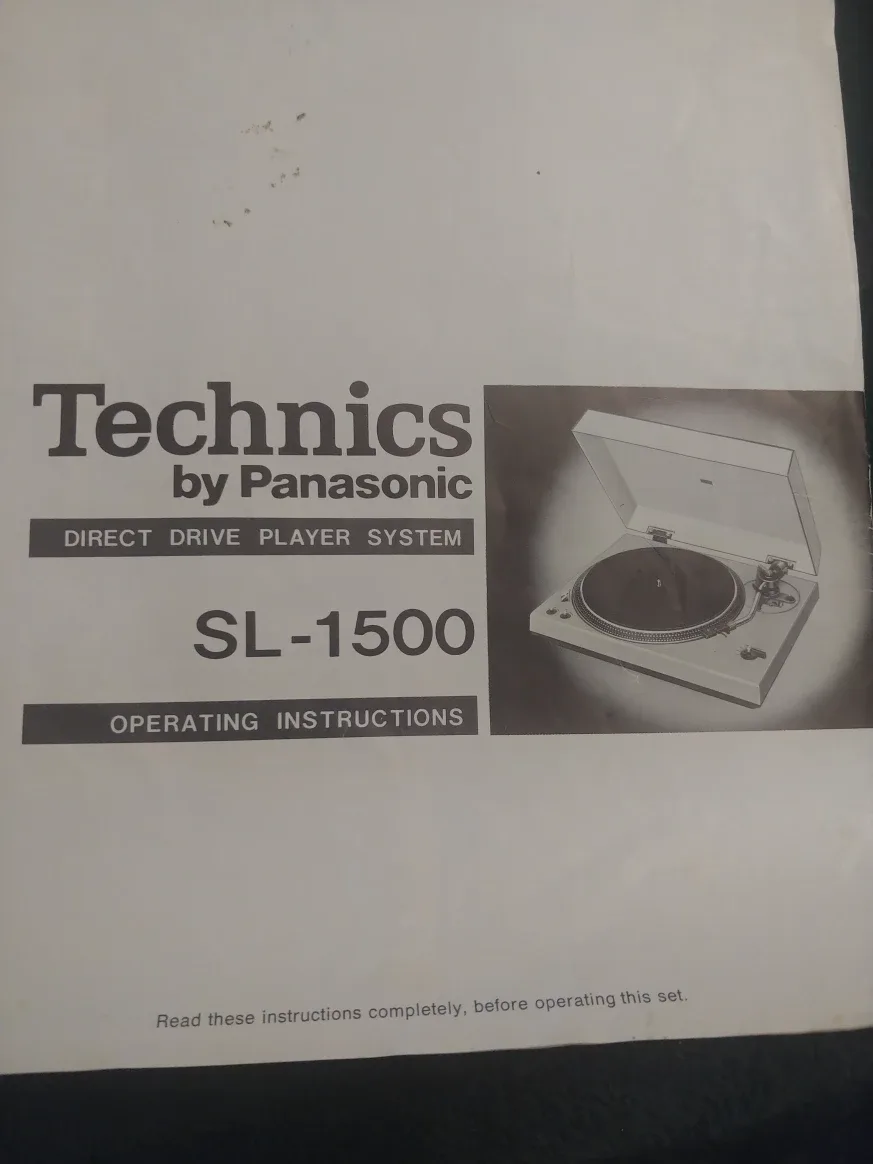 Technics
by Panasonic
DIRECT DRIVE PLAYER SYSTEM
SL-1500
OPERATING INSTRUCTIONS
Read these instructions completely, before operating this set.